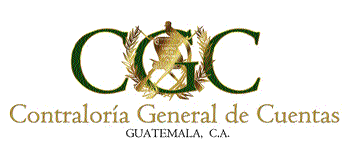 CGC
Contraloría General de Cuentas
GUATEMALA, C.A.